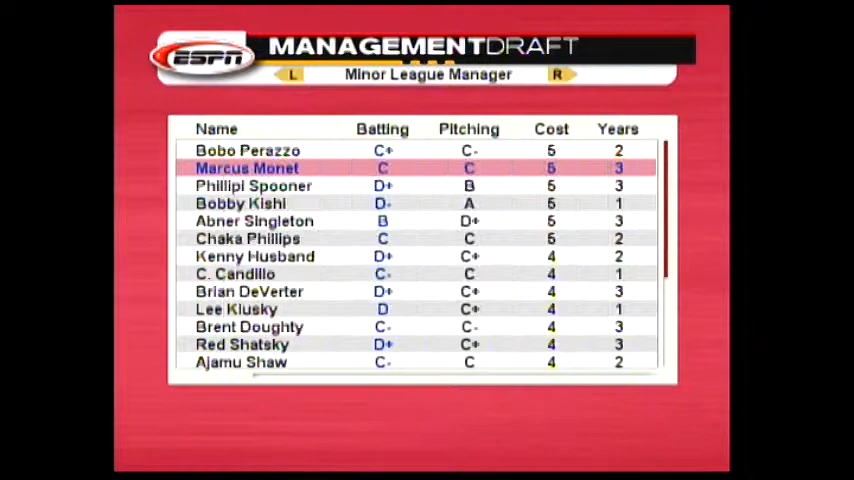 ESPN
MANAGEMENTDRAFT
L Minor League Manager R
Name Batting Pitching Cost Years
Bobo Perazzo C+ C- 5 2
Marcus Monet C C 5 3
Phillipi Spooner D+ B 5 3
Bobby Kishi D- A 5 1
Abner Singleton B D+ 5 3
Chaka Phillips C C 5 2
Kenny Husband D+ C+ 4 2
C. Candillo C- C 4 1
Brian DeVerter D+ C+ 4 3
Lee Klusky D C+ 4 1
Brent Doughty C- C- 4 3
Red Shatsky D+ C+ 4 3
Ajamu Shaw C- C 4 2